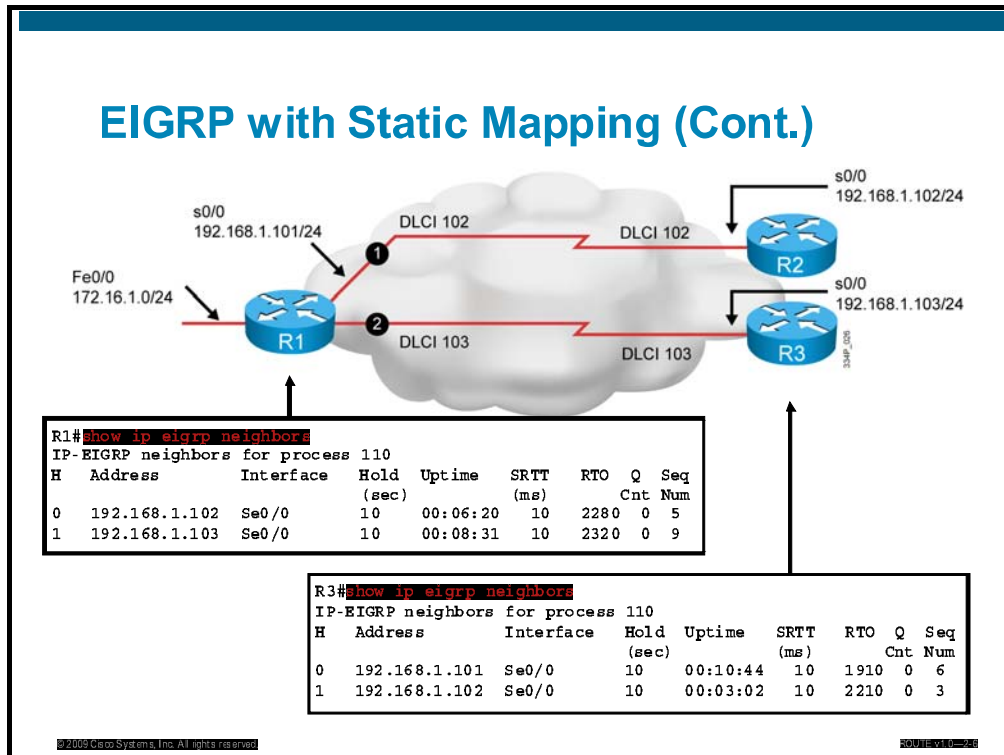 EIGRP with Static Mapping (Cont.)
s0/0
192.168.1.102/24
s0/0
192.168.1.101/24
DLCI 102
DLCI 102
1
R2
Fe0/0
172.16.1.0/24
s0/0
192.168.1.103/24
R1
2
DLCI 103
DLCI 103
R3
334P_026
R1#show ip eigrp neighbors
IP-EIGRP neighbors for process 110
H Address Interface Hold Uptime SRTT RTO Q Seq
(sec) (ms) Cnt Num
0 192.168.1.102 Se0/0 10 00:06:20 10 2280 0 5
1 192.168.1.103 Se0/0 10 00:08:31 10 2320 0 9
R3#show ip eigrp neighbors
IP-EIGRP neighbors for process 110
H Address Interface Hold Uptime SRTT RTO Q Seq
(sec) (ms) Cnt Num
0 192.168.1.101 Se0/0 10 00:10:44 10 1910 0 6
1 192.168.1.102 Se0/0 10 00:03:02 10 2210 0 3
© 2009 Cisco Systems, Inc. All rights reserved.
ROUTE v1.0—2-6